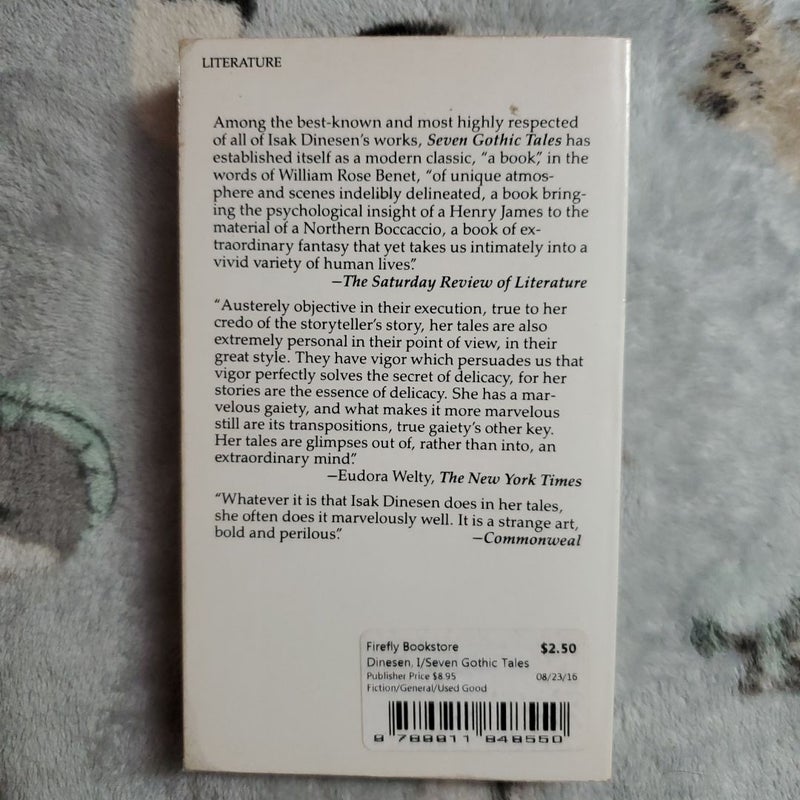 LITERATURE
Among the best-known and most highly respected
of all of Isak Dinesen's works, Seven Gothic Tales has
established itself as a modern classic, “a book,” in the
words of William Rose Benet, “of unique atmos-
phere and scenes indelibly delineated, a book bring-
ing the psychological insight of a Henry James to the
material of a Northern Boccaccio, a book of ex-
traordinary fantasy that yet takes us intimately into a
vivid variety of human lives.”
—The Saturday Review of Literature
“Austerely objective in their execution, true to her
credo of the storyteller's story, her tales are also
extremely personal in their point of view, in their
great style. They have vigor which persuades us that
vigor perfectly solves the secret of delicacy, for her
stories are the essence of delicacy. She has a mar-
velous gaiety, and what makes it more marvelous
still are its transpositions, true gaiety's other key.
Her tales are glimpses out of, rather than into, an
extraordinary mind.”
—Eudora Welty, The New York Times
“Whatever it is that Isak Dinesen does in her tales,
she often does it marvelously well. It is a strange art,
bold and perilous.”
—Commonweal
Firefly Bookstore $2.50
Dinesen, I/Seven Gothic Tales
Publisher Price $8.95 08/23/16
Fiction/General/Used Good
848550